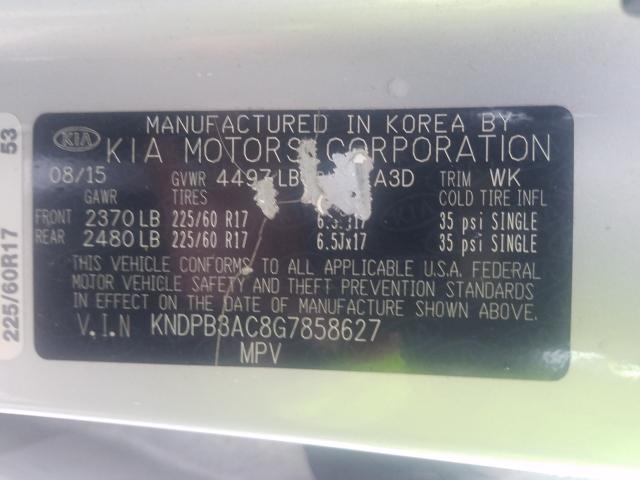 MANUFACTURED IN KOREA BY
KIA
KIA MOTORS CORPORATION
08/15 GVWR 4497 LB A3D TRIM WK
GAWR TIRES COLD TIRE INFL
FRONT 2370 LB 225/60 R17 35 psi SINGLE
REAR 2480 LB 225/60 R17 6.5Jx17 35 psi SINGLE
THIS VEHICLE CONFORMS TO ALL APPLICABLE U.S.A. FEDERAL
MOTOR VEHICLE SAFETY AND THEFT PREVENTION STANDARDS
IN EFFECT ON THE DATE OF MANUFACTURE SHOWN ABOVE.
V.I.N KNDPB3AC8G7858627
MPV
225/60R17 53